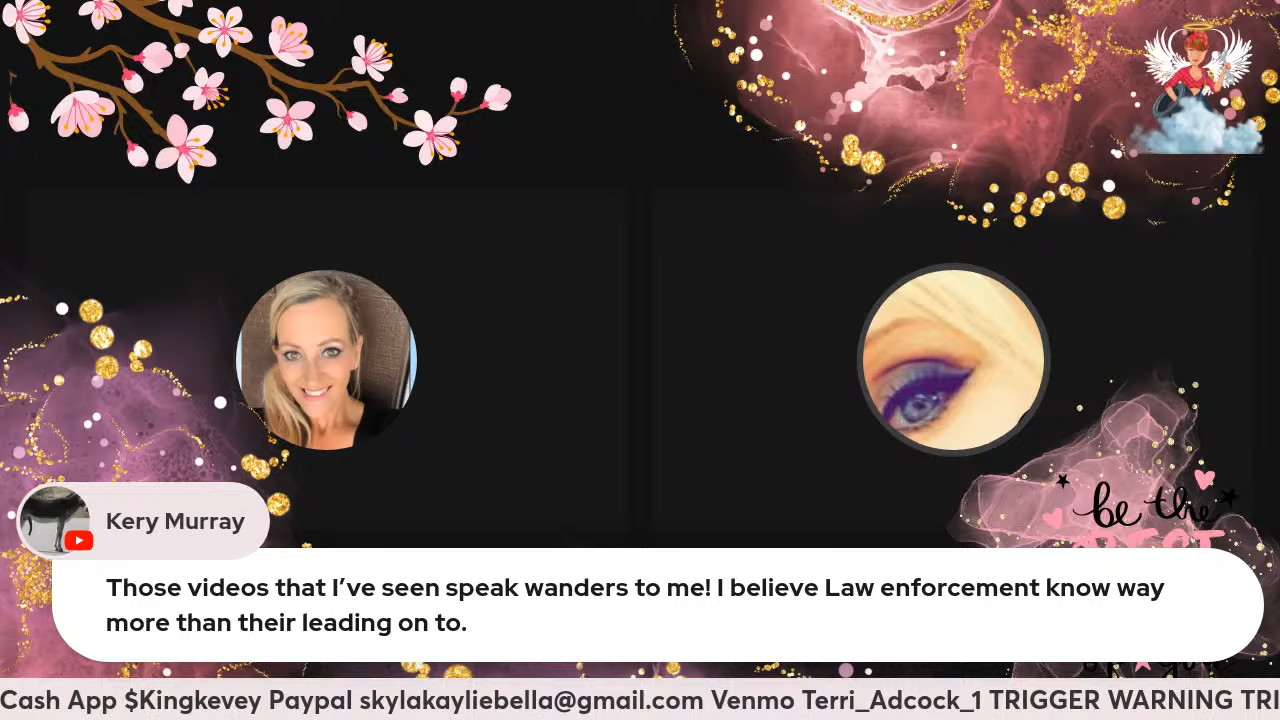 be the
Kery Murray
Those videos that I’ve seen speak wanders to me! I believe Law enforcement know way
more than their leading on to.
Cash App $Kingkevey Paypal skylakayliebella@gmail.com Venmo Terri_Adcock_1 TRIGGER WARNING TRI